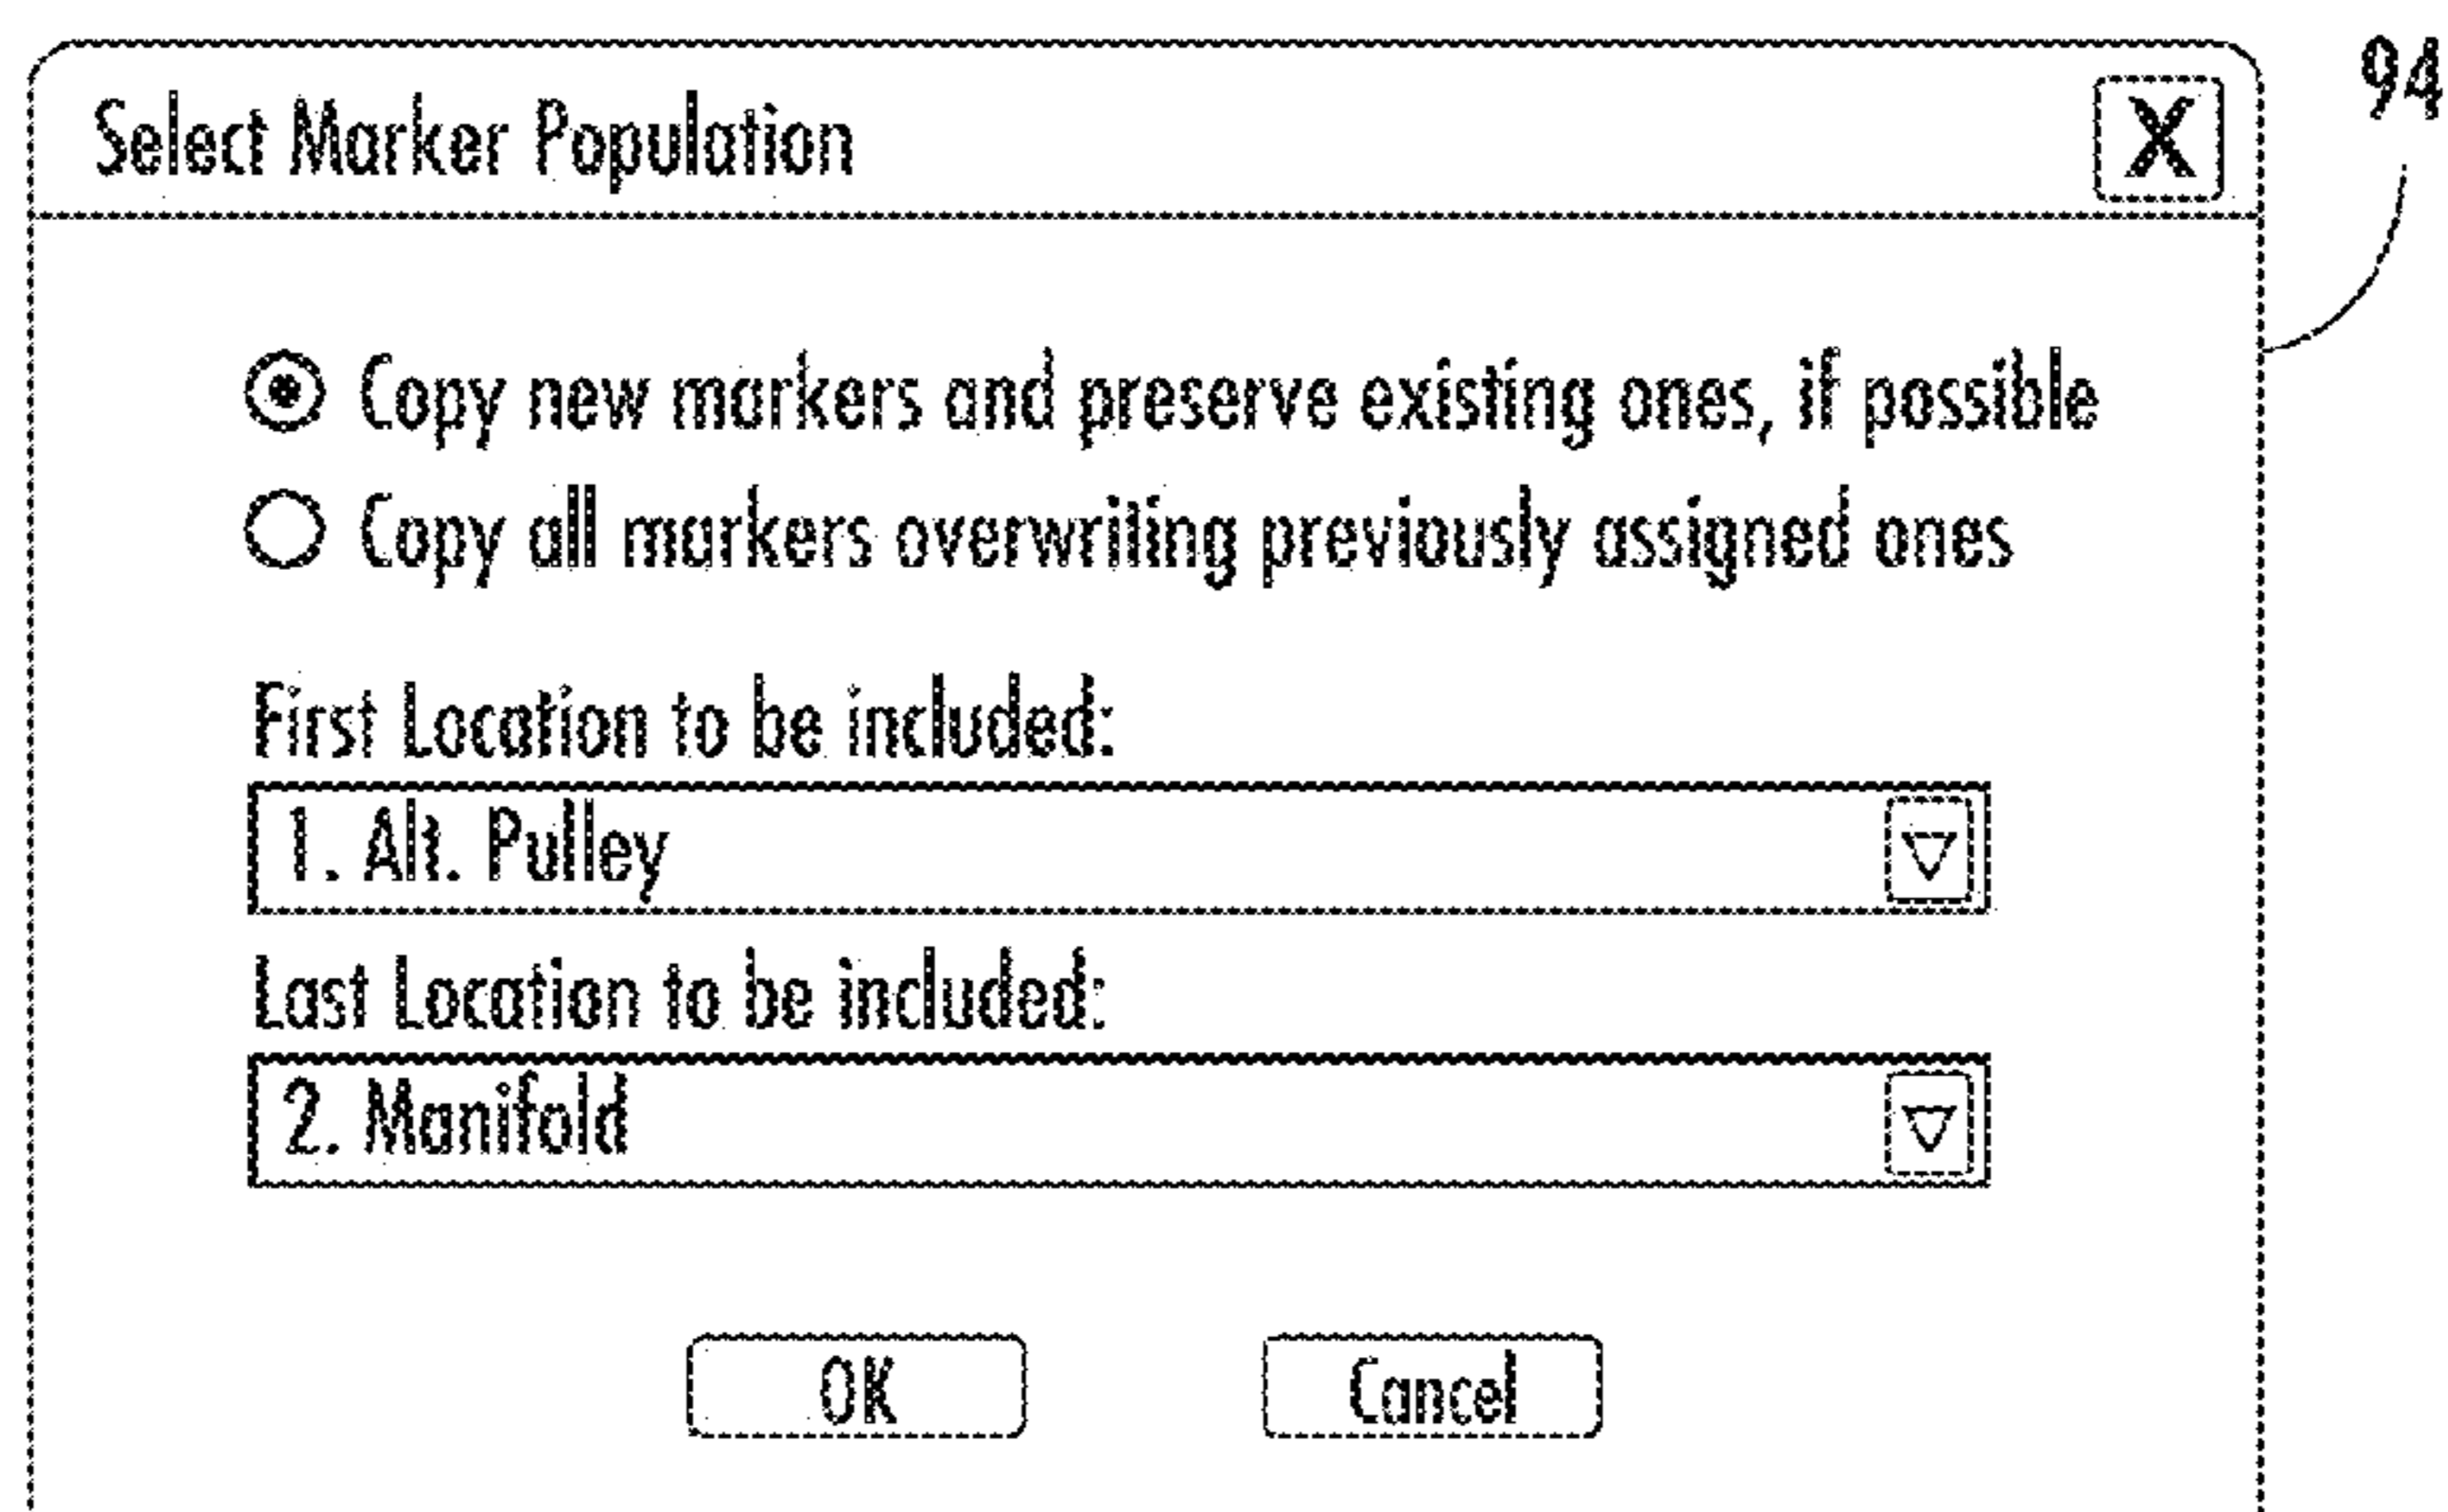 94
Select Marker Population X
Copy new markers and preserve existing ones, if possible
Copy all markers overwriting previously assigned ones
First Location to be included:
1. Alt. Pulley
Last Location to be included:
2. Manifold
OK Cancel